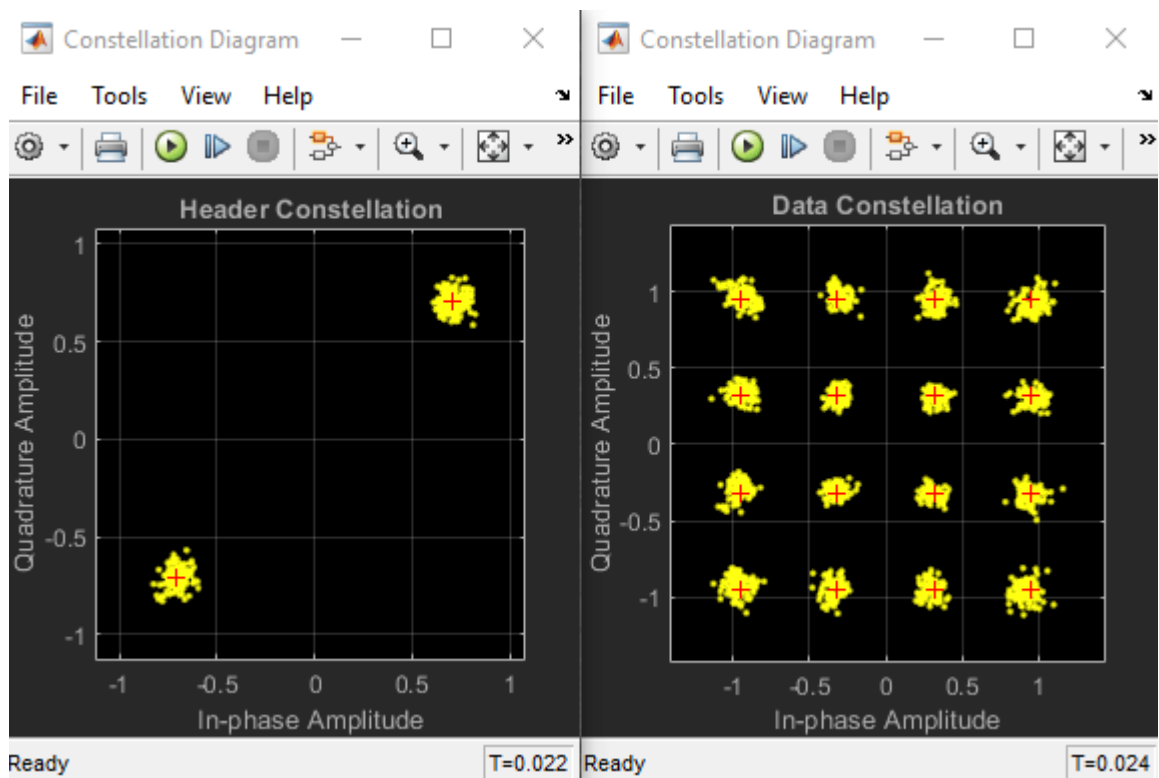 Constellation Diagram
File Tools View Help
Header Constellation
1
0.5
0
-0.5
-1
Quadrature Amplitude
-1 -0.5 0 0.5 1
In-phase Amplitude
Ready T=0.022
Constellation Diagram
File Tools View Help
Data Constellation
1
0.5
0
-0.5
-1
Quadrature Amplitude
-1 -0.5 0 0.5 1
In-phase Amplitude
Ready T=0.024